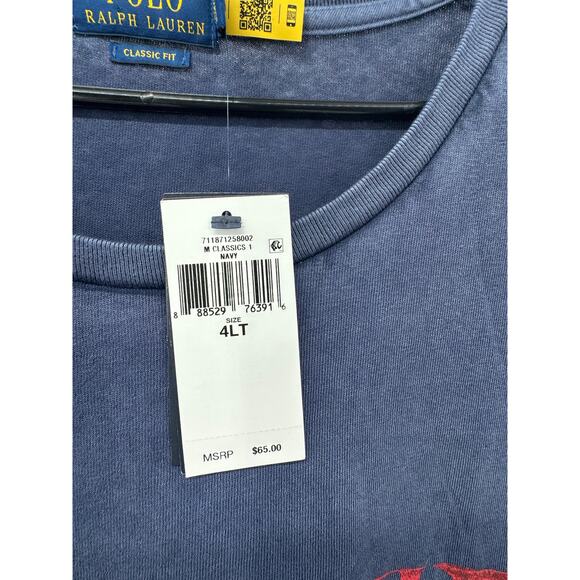 POLO
RALPH LAUREN
CLASSIC FIT
711871258002
M CLASSICS 1
NAVY
8 88529 76391 6
SIZE
4LT
MSRP $65.00